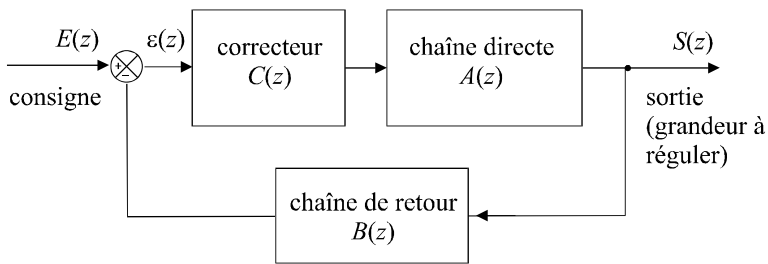 E(z)
ε(z)
correcteur
C(z)
chaîne directe
A(z)
S(z)
+
−
consigne
sortie
(grandeur à
réguler)
chaîne de retour
B(z)